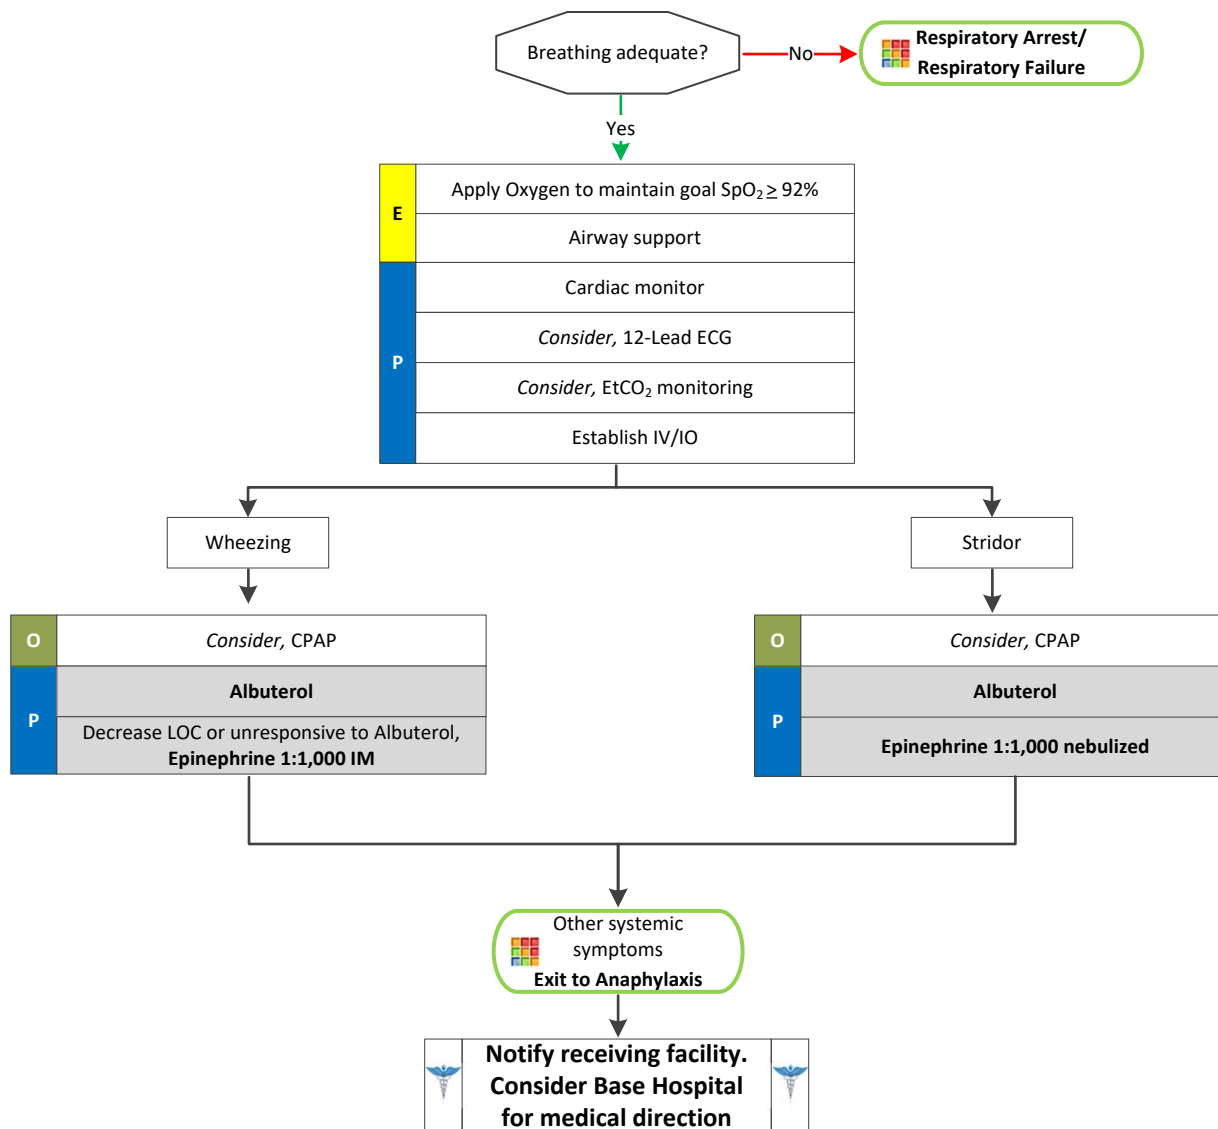 Breathing adequate?
No
Respiratory Arrest/
Respiratory Failure
Yes
E
Apply Oxygen to maintain goal SpO₂ ≥ 92%
Airway support
P
Cardiac monitor
Consider, 12-Lead ECG
Consider, EtCO₂ monitoring
Establish IV/IO
Wheezing
Stridor
O
Consider, CPAP
P
Albuterol
Decrease LOC or unresponsive to Albuterol,
Epinephrine 1:1,000 IM
O
Consider, CPAP
P
Albuterol
Epinephrine 1:1,000 nebulized
Other systemic
symptoms
Exit to Anaphylaxis
Notify receiving facility.
Consider Base Hospital
for medical direction